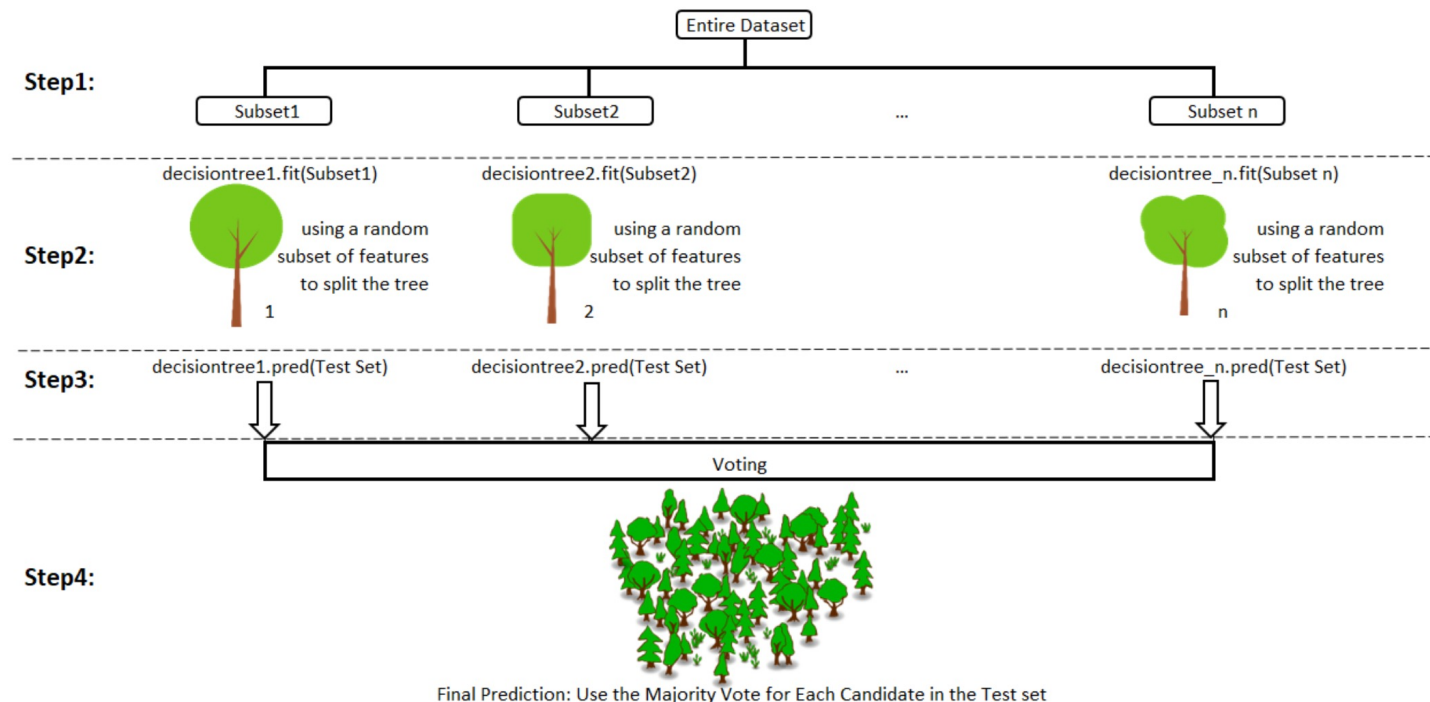 Entire Dataset
Step1:
Subset1
Subset2
...
Subset n
decisiontree1.fit(Subset1)
decisiontree2.fit(Subset2)
decisiontree_n.fit(Subset n)
Step2:
using a random
subset of features
to split the tree
1
using a random
subset of features
to split the tree
2
using a random
subset of features
to split the tree
n
Step3:
decisiontree1.pred(Test Set)
decisiontree2.pred(Test Set)
...
decisiontree_n.pred(Test Set)
Voting
Step4:
Final Prediction: Use the Majority Vote for Each Candidate in the Test set